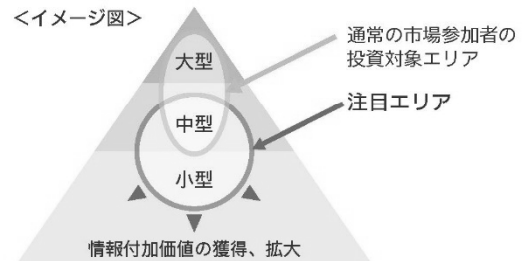 ＜イメージ図＞
通常の市場参加者の
投資対象エリア
大型
注目エリア
中型
小型
情報付加価値の獲得、拡大